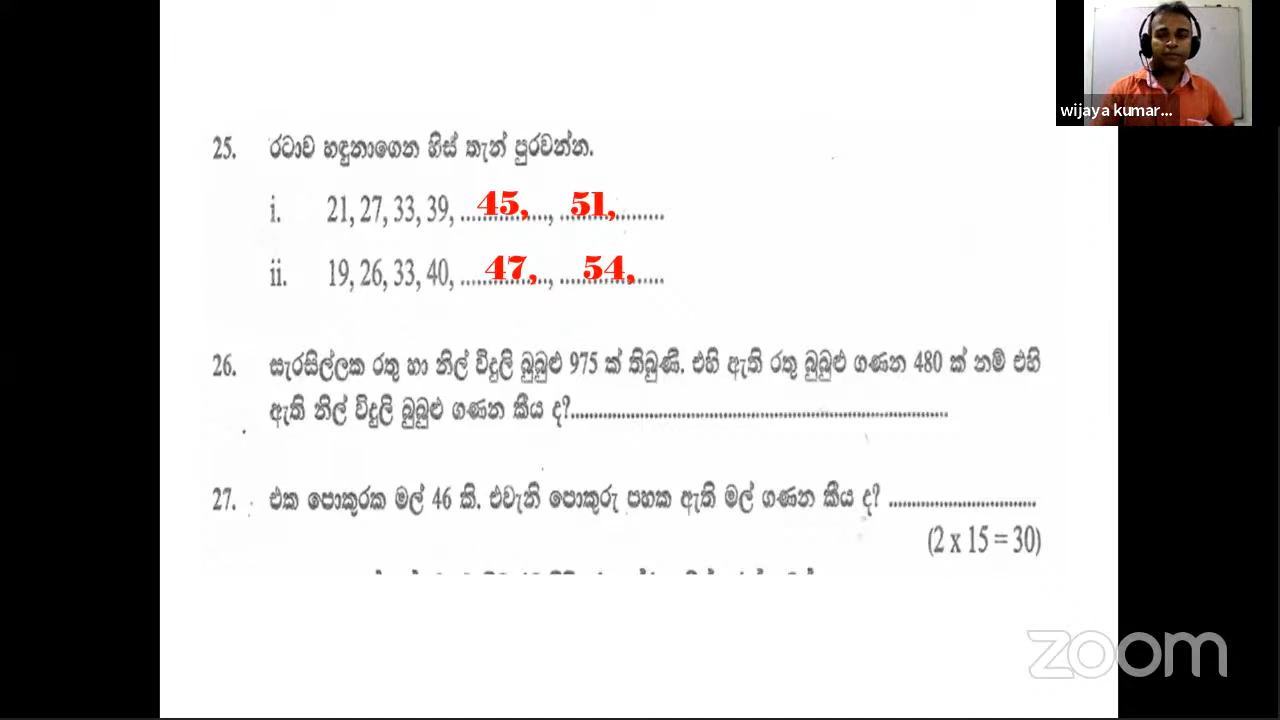 wijaya kumar...
25. රටාව හඳුනාගෙන හිස් තැන් පුරවන්න.
i. 21, 27, 33, 39, 45, 51,
ii. 19, 26, 33, 40, 47, 54,
26. සැරසිල්ලක රතු හා නිල් විදුලි බුබුළු 975 ක් තිබුණි. එහි ඇති රතු බුබුළු ගණන 480 ක් නම් එහි
ඇති නිල් විදුලි බුබුළු ගණන කීය ද?
27. එක පොකුරක මල් 46 කි. එවැනි පොකුරු පහක ඇති මල් ගණන කීය ද?
(2 x 15 = 30)
zoom